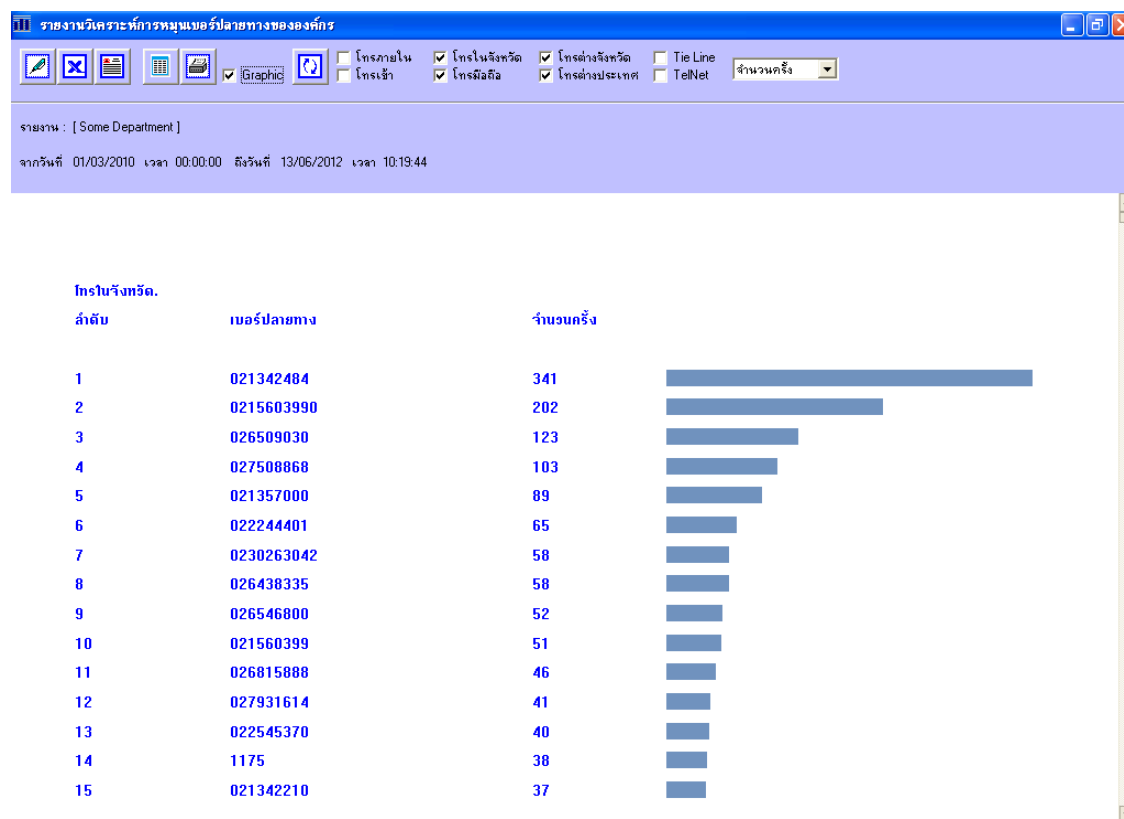 รายงานวิเคราะห์การหมุนเบอร์ปลายทางขององค์กร
Graphic โทรภายใน โทรในจังหวัด โทรต่างจังหวัด Tie Line
โทรเข้า โทรมือถือ โทรต่างประเทศ TelNet จำนวนครั้ง
รายงาน : [ Some Department ]
จากวันที่ 01/03/2010 เวลา 00:00:00 ถึงวันที่ 13/06/2012 เวลา 10:19:44
โทรในจังหวัด.
ลำดับ เบอร์ปลายทาง จำนวนครั้ง
1 021342484 341
2 0215603990 202
3 026509030 123
4 027508868 103
5 021357000 89
6 022244401 65
7 0230263042 58
8 026438335 58
9 026546800 52
10 021560399 51
11 026815888 46
12 027931614 41
13 022545370 40
14 1175 38
15 021342210 37